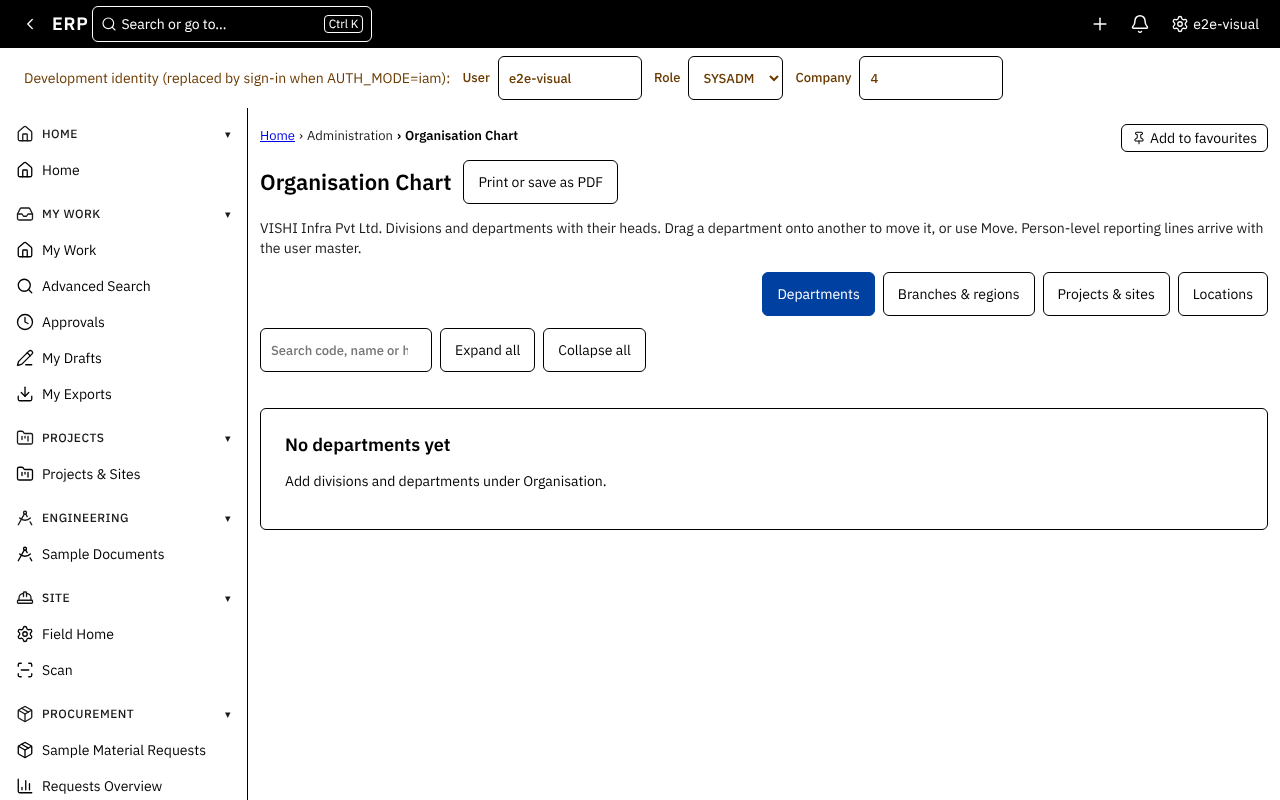 ERP
Search or go to...
Ctrl K
e2e-visual
Development identity (replaced by sign-in when AUTH_MODE=iam):
User
e2e-visual
Role
SYSADM
Company
4
HOME
Home
MY WORK
My Work
Advanced Search
Approvals
My Drafts
My Exports
PROJECTS
Projects & Sites
ENGINEERING
Sample Documents
SITE
Field Home
Scan
PROCUREMENT
Sample Material Requests
Requests Overview
Home › Administration › Organisation Chart
Add to favourites
Organisation Chart
Print or save as PDF
VISHI Infra Pvt Ltd. Divisions and departments with their heads. Drag a department onto another to move it, or use Move. Person-level reporting lines arrive with
the user master.
Departments
Branches & regions
Projects & sites
Locations
Search code, name or h
Expand all
Collapse all
No departments yet
Add divisions and departments under Organisation.